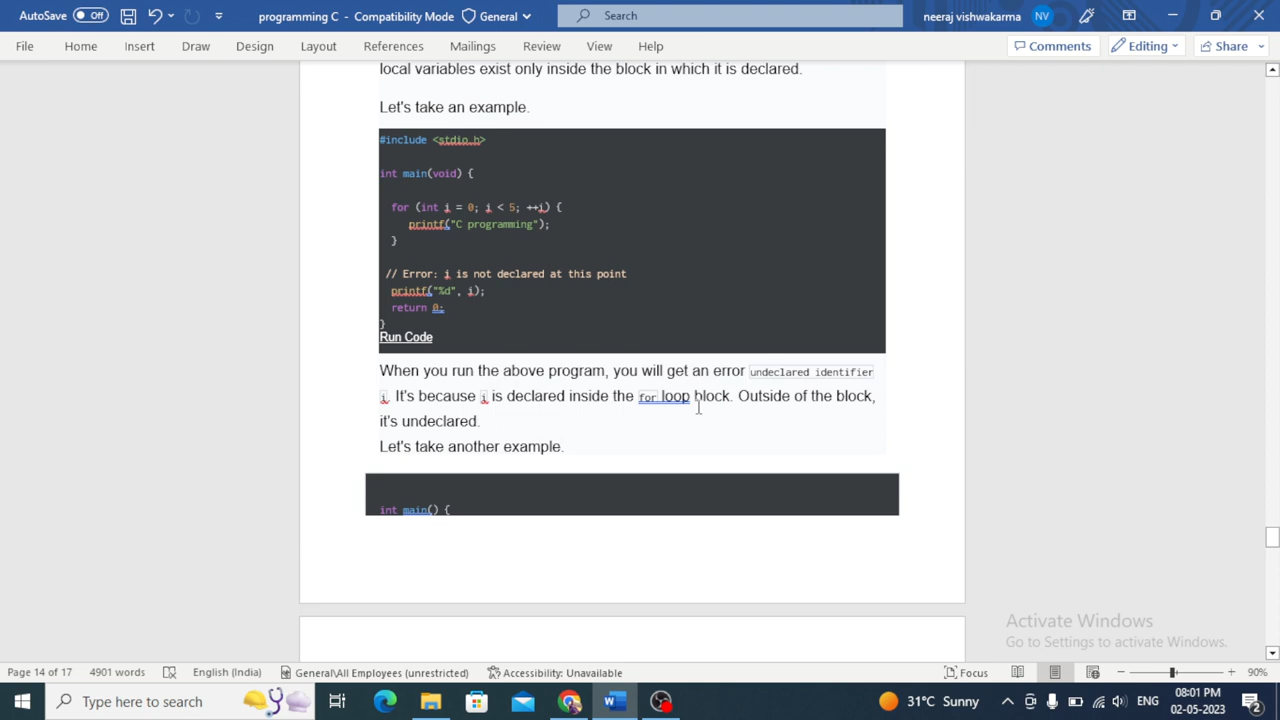 AutoSave Off programming C - Compatibility Mode General Search neeraj vishwakarma NV
File Home Insert Draw Design Layout References Mailings Review View Help Comments Editing Share
local variables exist only inside the block in which it is declared.
Let's take an example.
#include <stdio.h>
int main(void) {
for (int i = 0; i < 5; ++i) {
printf("C programming");
}
// Error: i is not declared at this point
printf("%d", i);
return 0;
}
Run Code
When you run the above program, you will get an error undeclared identifier
i. It's because i is declared inside the for loop block. Outside of the block,
it's undeclared.
Let's take another example.
int main() {
Activate Windows
Go to Settings to activate Windows.
Page 14 of 17 4901 words English (India) General\All Employees (unrestricted) Accessibility: Unavailable Focus 90%
Type here to search 31°C Sunny ENG 08:01 PM
02-05-2023 2